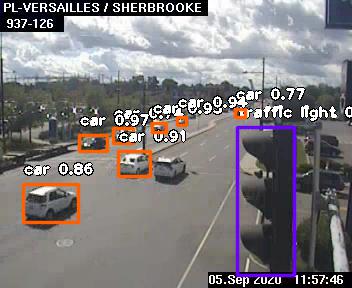 PL-VERSAILLES / SHERBROOKE
937-126
car 0.77
car 0.94
traffic light 0
car 0.97
car 0.91
car 0.86
05.Sep 2020 11:57:46